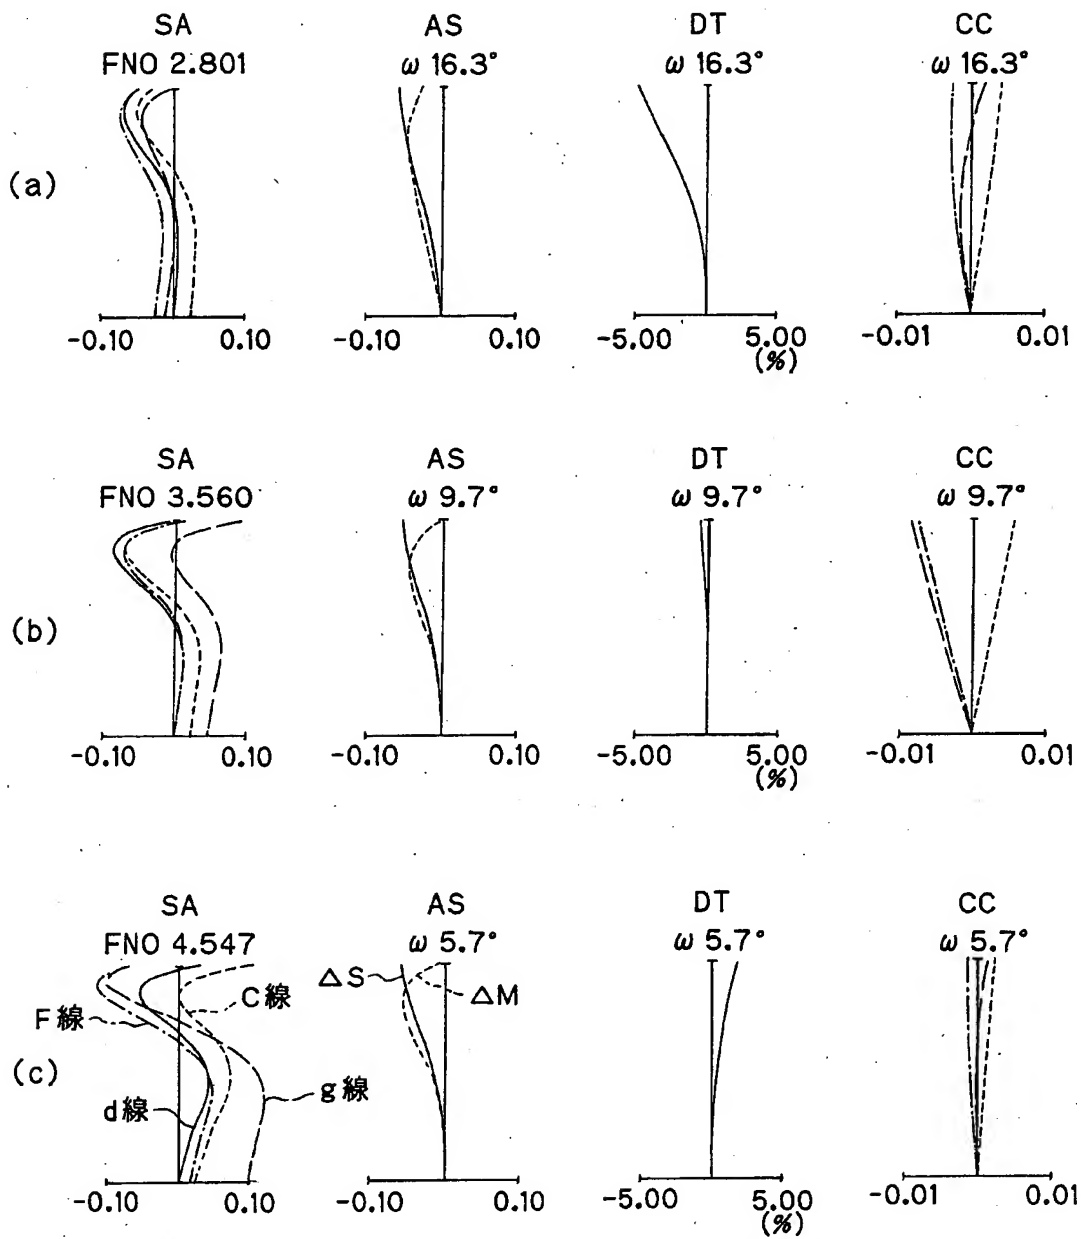 SA AS DT CC
FNO 2.801 ω 16.3° ω 16.3° ω 16.3°
(a)
-0.10 0.10 -0.10 0.10 -5.00 5.00 -0.01 0.01
(%)
SA AS DT CC
FNO 3.560 ω 9.7° ω 9.7° ω 9.7°
(b)
-0.10 0.10 -0.10 0.10 -5.00 5.00 -0.01 0.01
(%)
SA AS DT CC
FNO 4.547 ω 5.7° ω 5.7° ω 5.7°
△S
C線 △M
F線
(c)
g線
d線
-0.10 0.10 -0.10 0.10 -5.00 5.00 -0.01 0.01
(%)